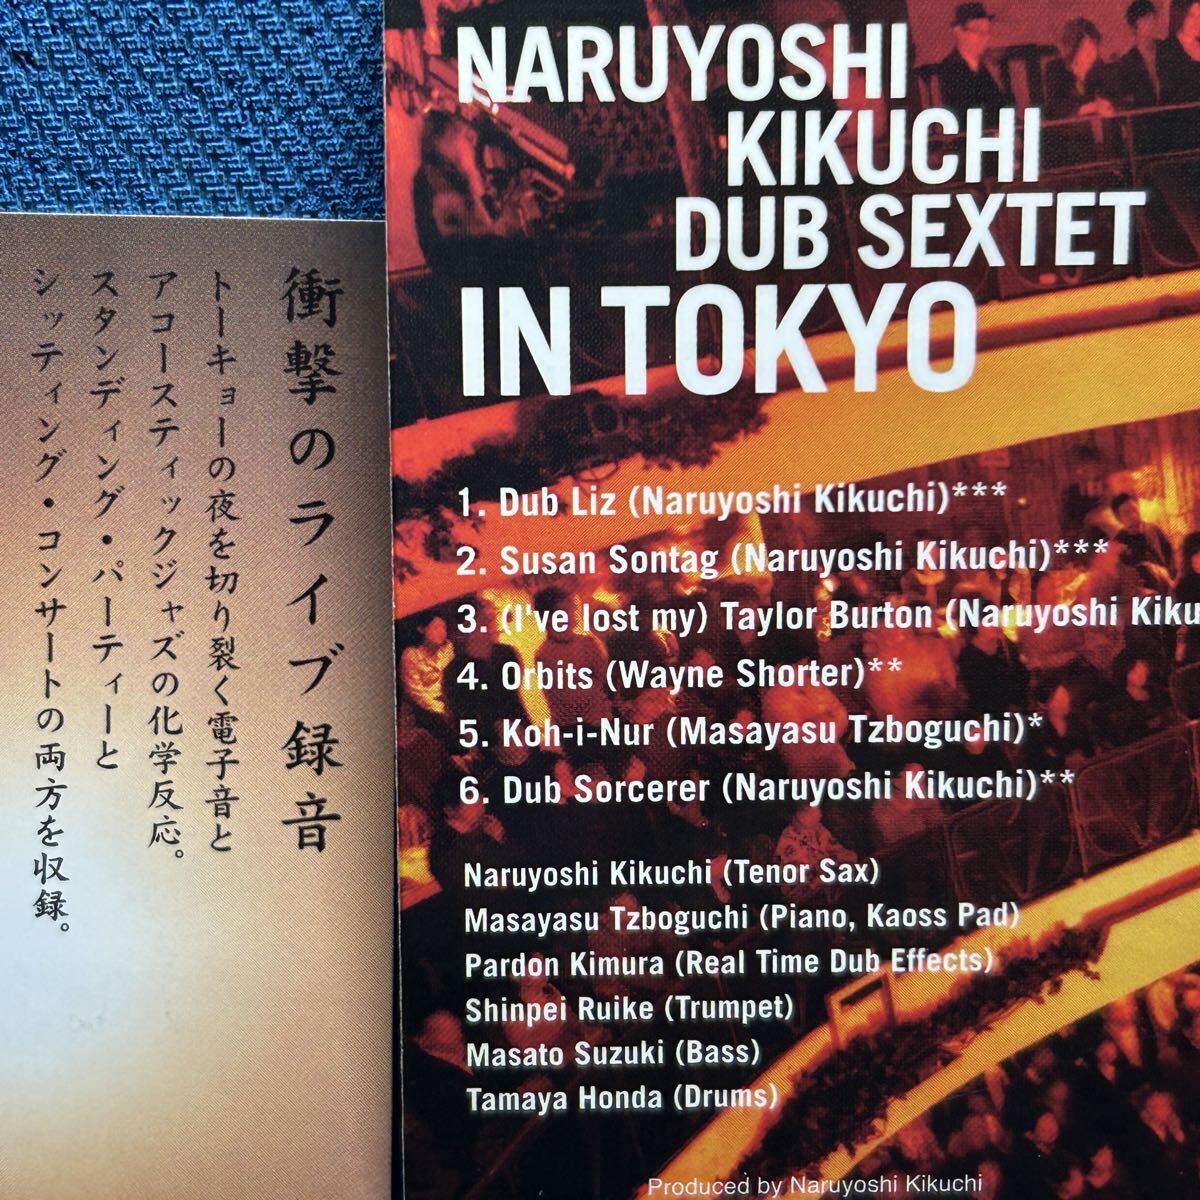 衝撃のライブ録音
トーキョーの夜を切り裂く電子音と
アコースティックジャズの化学反応。
スタンディング・パーティーと
シッティング・コンサートの両方を収録。
NARUYOSHI
KIKUCHI
DUB SEXTET
IN TOKYO
1. Dub Liz (Naruyoshi Kikuchi)***
2. Susan Sontag (Naruyoshi Kikuchi)***
3. (I've lost my) Taylor Burton (Naruyoshi Kiku
4. Orbits (Wayne Shorter)**
5. Koh-i-Nur (Masayasu Tzboguchi)*
6. Dub Sorcerer (Naruyoshi Kikuchi)**
Naruyoshi Kikuchi (Tenor Sax)
Masayasu Tzboguchi (Piano, Kaoss Pad)
Pardon Kimura (Real Time Dub Effects)
Shinpei Ruike (Trumpet)
Masato Suzuki (Bass)
Tamaya Honda (Drums)
Produced by Naruyoshi Kikuchi